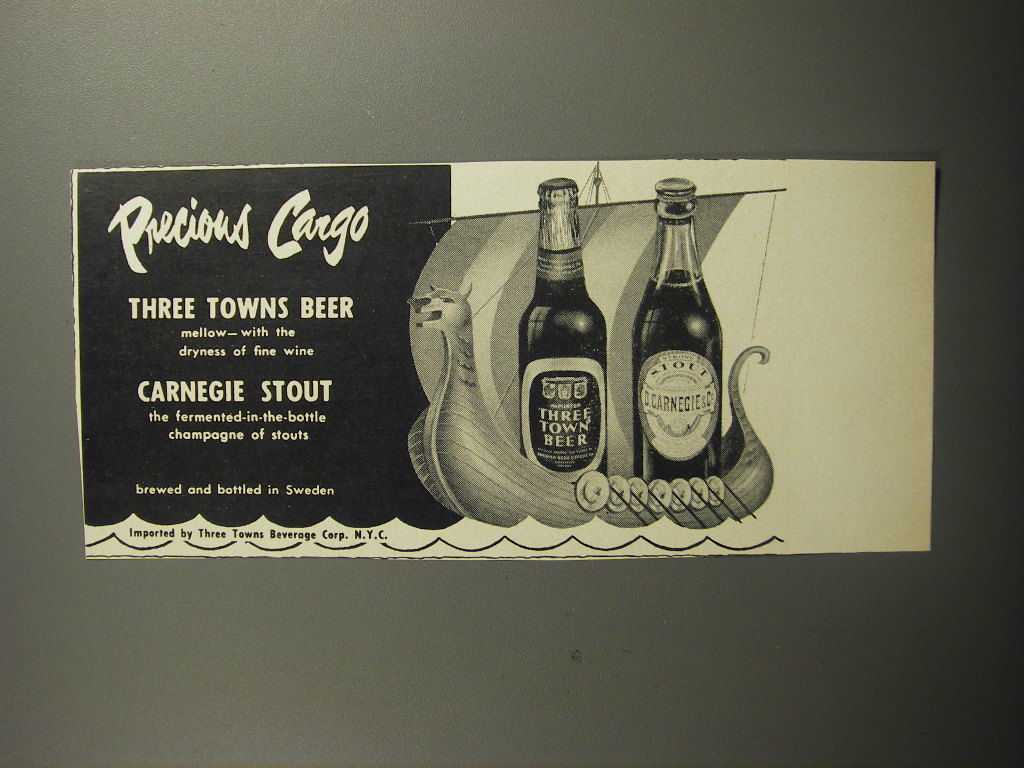 Precious Cargo
THREE TOWNS BEER
mellow—with the
dryness of fine wine
CARNEGIE STOUT
the fermented-in-the-bottle
champagne of stouts
brewed and bottled in Sweden
Imported by Three Towns Beverage Corp. N.Y.C.
IMPORTED
THREE
TOWN
BEER
STOUT
D. CARNEGIE & Co